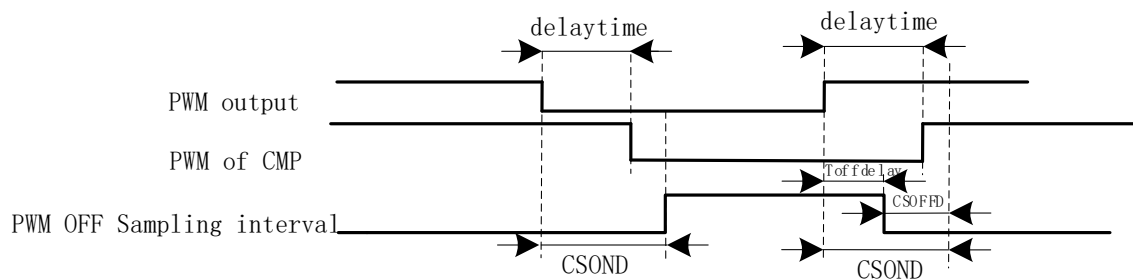 delaytime
delaytime
PWM output
PWM of CMP
Toffdelay
CSOFFD
PWM OFF Sampling interval
CSOND
CSOND